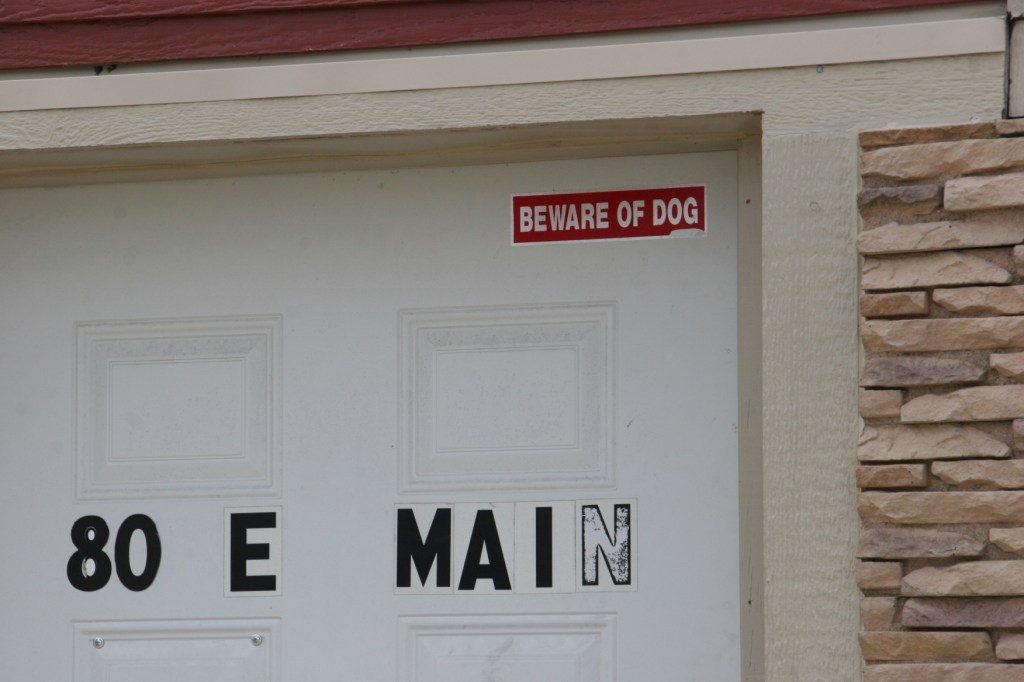 BEWARE OF DOG
80 E MAIN